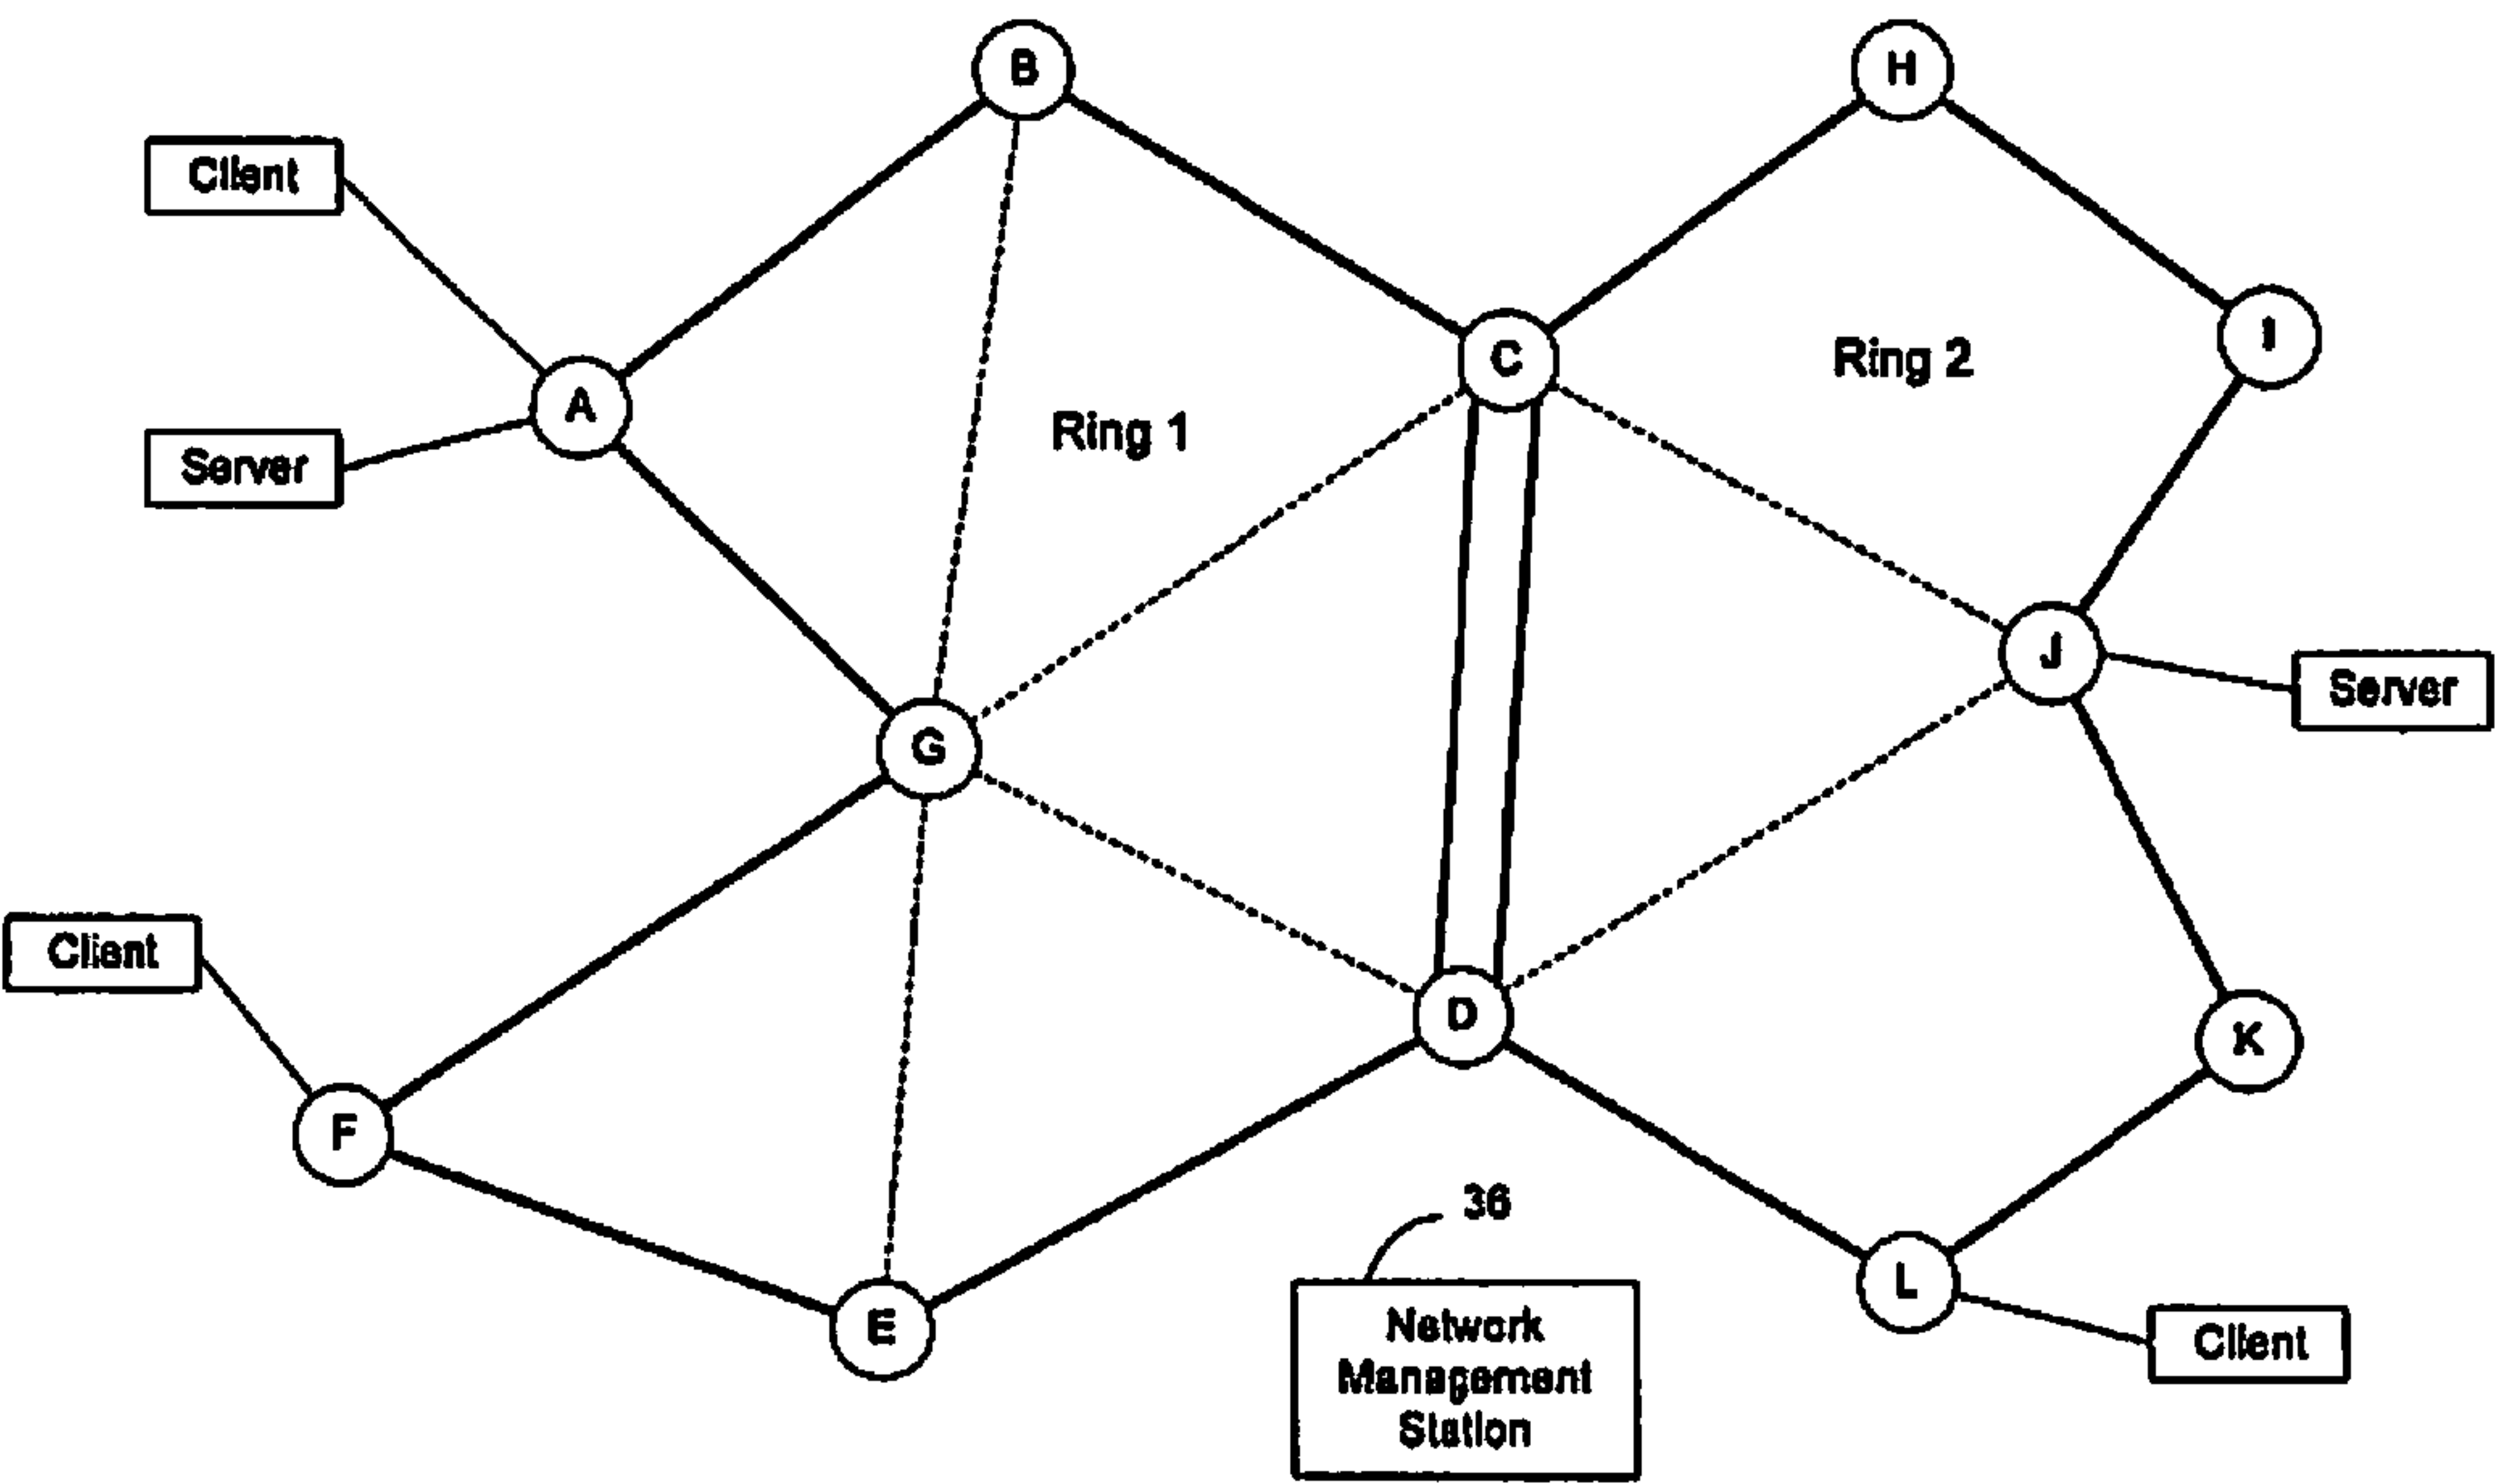 B
H
Client
I
C
Ring 2
A
Ring 1
Server
J
Server
G
Client
D
K
F
36
L
E
Network
Management
Station
Client